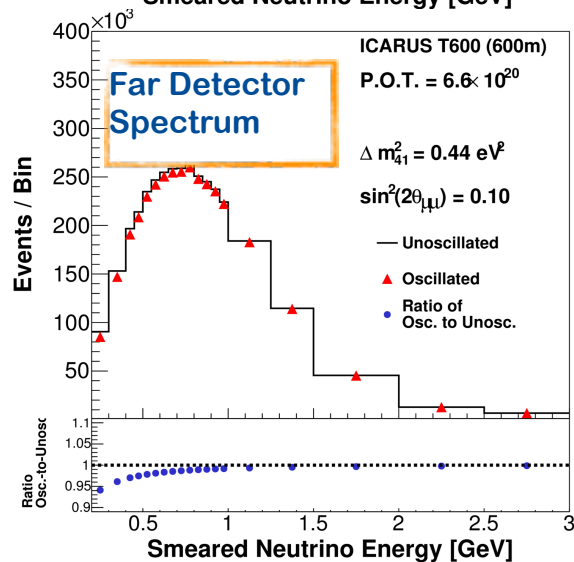 Smeared Neutrino Energy [GeV]
×10³
400
350
300
250
200
150
100
50
Events / Bin
Far Detector
Spectrum
ICARUS T600 (600m)
P.O.T. = 6.6× 10²⁰
Δ m²₄₁ = 0.44 eV²
sin²(2θμμ) = 0.10
Unoscillated
Oscillated
Ratio of
Osc. to Unosc.
1.1
1.05
1
0.95
0.9
Ratio
Osc.-to-Unosc
0.5
1
1.5
2
2.5
3
Smeared Neutrino Energy [GeV]